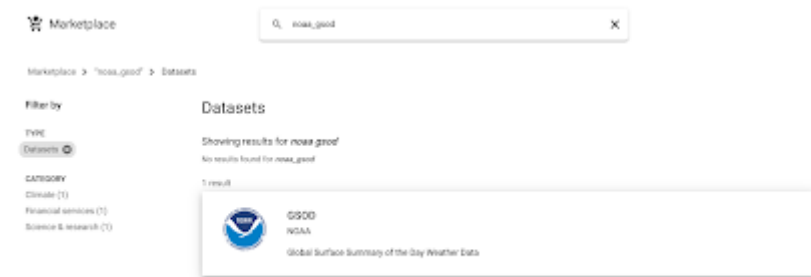 Marketplace
noaa_gsod
Marketplace > "noaa_gsod" > Datasets
Filter by
TYPE
Datasets
CATEGORY
Climate (1)
Financial services (1)
Science & research (1)
Datasets
Showing results for noaa gsod
No results found for noaa_gsod
1 result
NOAA
GSOD
NOAA
Global Surface Summary of the Day Weather Data